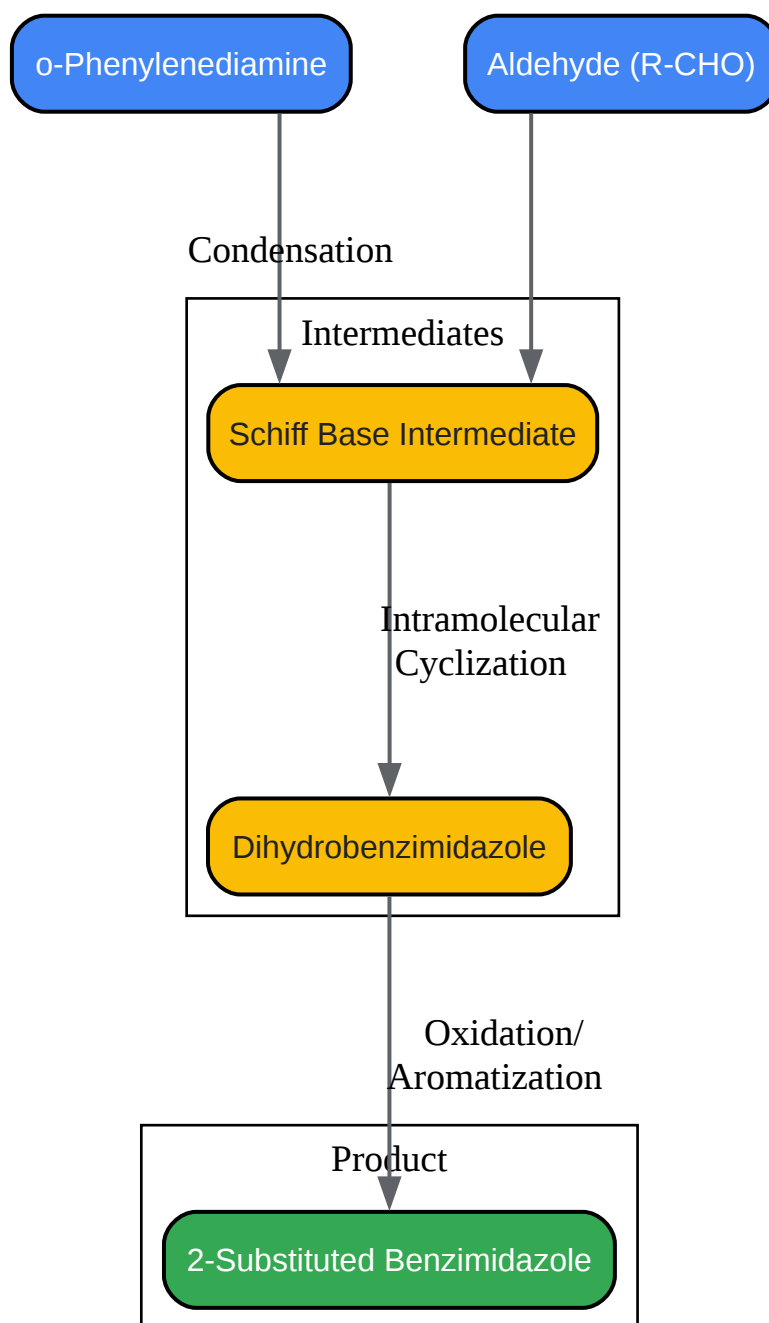 o-Phenylenediamine
Aldehyde (R-CHO)
Condensation
Intermediates
Schiff Base Intermediate
Intramolecular
Cyclization
Dihydrobenzimidazole
Oxidation/
Aromatization
Product
2-Substituted Benzimidazole